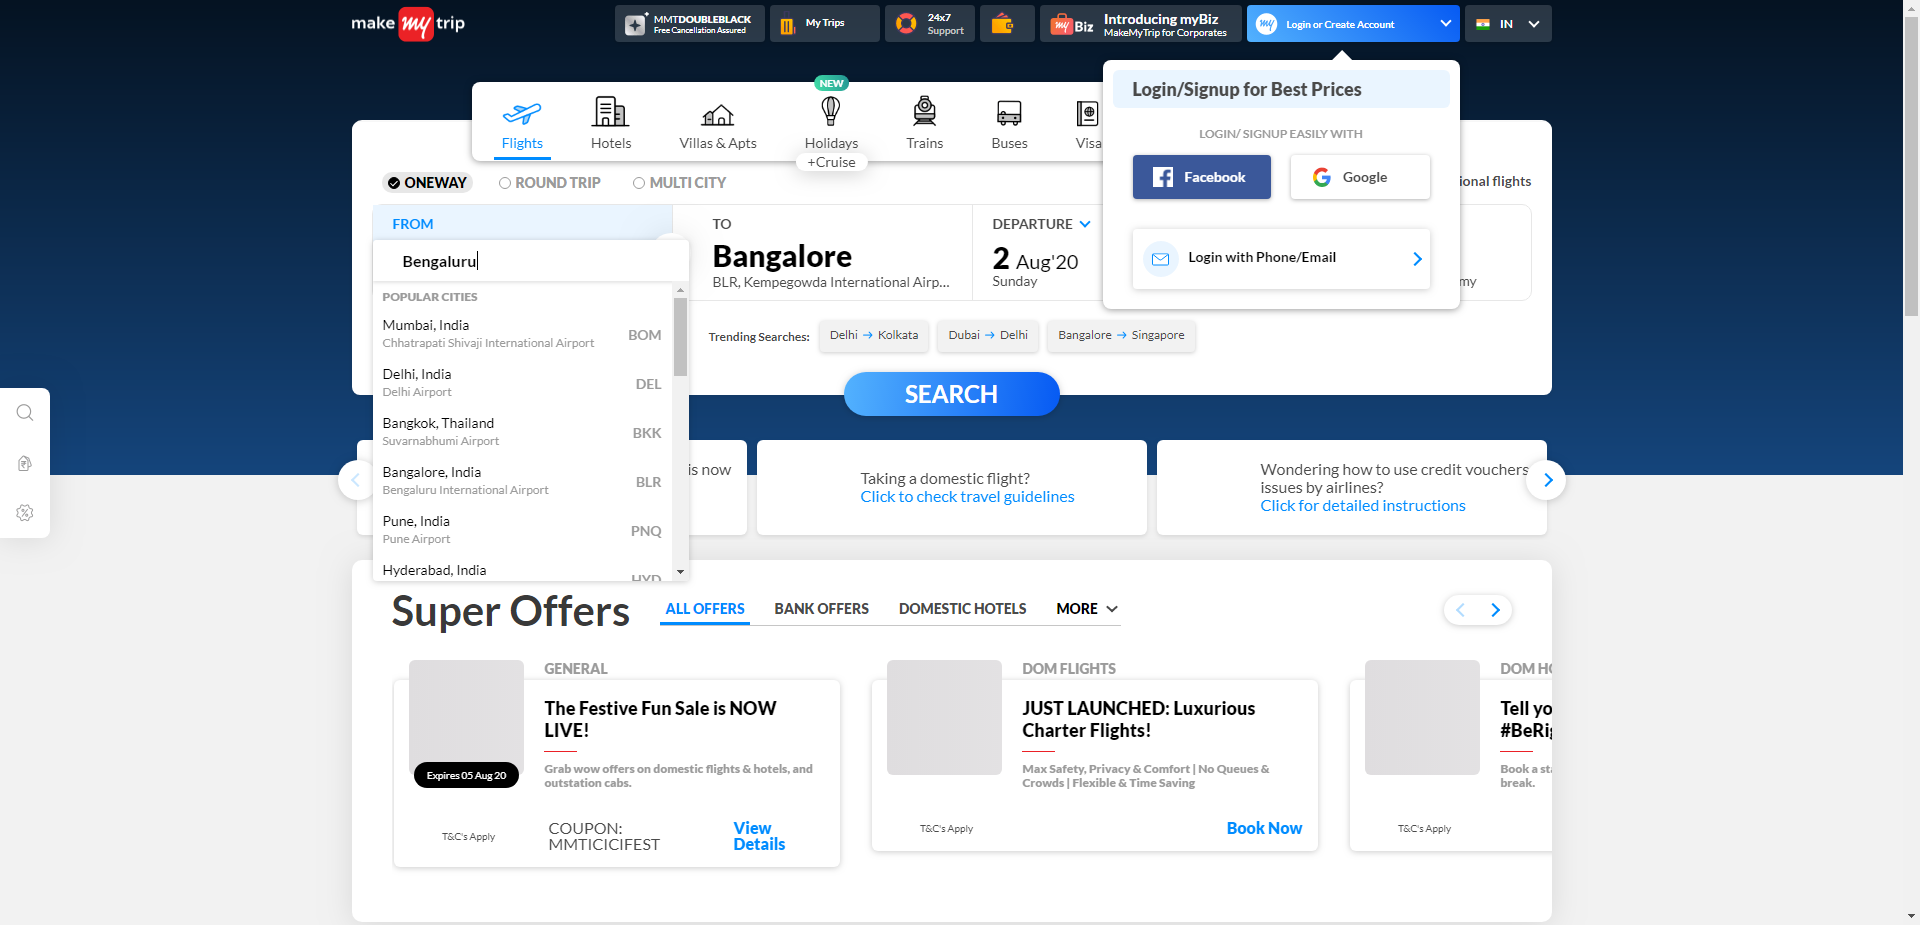 make my trip
MMTDOUBLEBLACK
Free Cancellation Assured
My Trips
24x7
Support
my Biz
Introducing myBiz
MakeMyTrip for Corporates
my Login or Create Account
IN
NEW
Flights
Hotels
Villas & Apts
Holidays
+Cruise
Trains
Buses
Visa
Login/Signup for Best Prices
LOGIN/ SIGNUP EASILY WITH
Facebook
Google
Login with Phone/Email
ONEWAY
ROUND TRIP
MULTI CITY
ional flights
FROM
Bengaluru
TO
Bangalore
BLR, Kempegowda International Airp...
DEPARTURE
2 Aug'20
Sunday
my
POPULAR CITIES
Mumbai, India
Chhatrapati Shivaji International Airport
BOM
Delhi, India
Delhi Airport
DEL
Bangkok, Thailand
Suvarnabhumi Airport
BKK
Bangalore, India
Bengaluru International Airport
BLR
Pune, India
Pune Airport
PNQ
Hyderabad, India
HYD
Trending Searches:
Delhi → Kolkata
Dubai → Delhi
Bangalore → Singapore
SEARCH
is now
Taking a domestic flight?
Click to check travel guidelines
Wondering how to use credit vouchers
issues by airlines?
Click for detailed instructions
Super Offers
ALL OFFERS
BANK OFFERS
DOMESTIC HOTELS
MORE
GENERAL
The Festive Fun Sale is NOW
LIVE!
Expires 05 Aug 20
Grab wow offers on domestic flights & hotels, and
outstation cabs.
T&C's Apply
COUPON:
MMTICICIFEST
View
Details
DOM FLIGHTS
JUST LAUNCHED: Luxurious
Charter Flights!
Max Safety, Privacy & Comfort | No Queues &
Crowds | Flexible & Time Saving
T&C's Apply
Book Now
DOM HO
Tell yo
#BeRig
Book a sta
break.
T&C's Apply